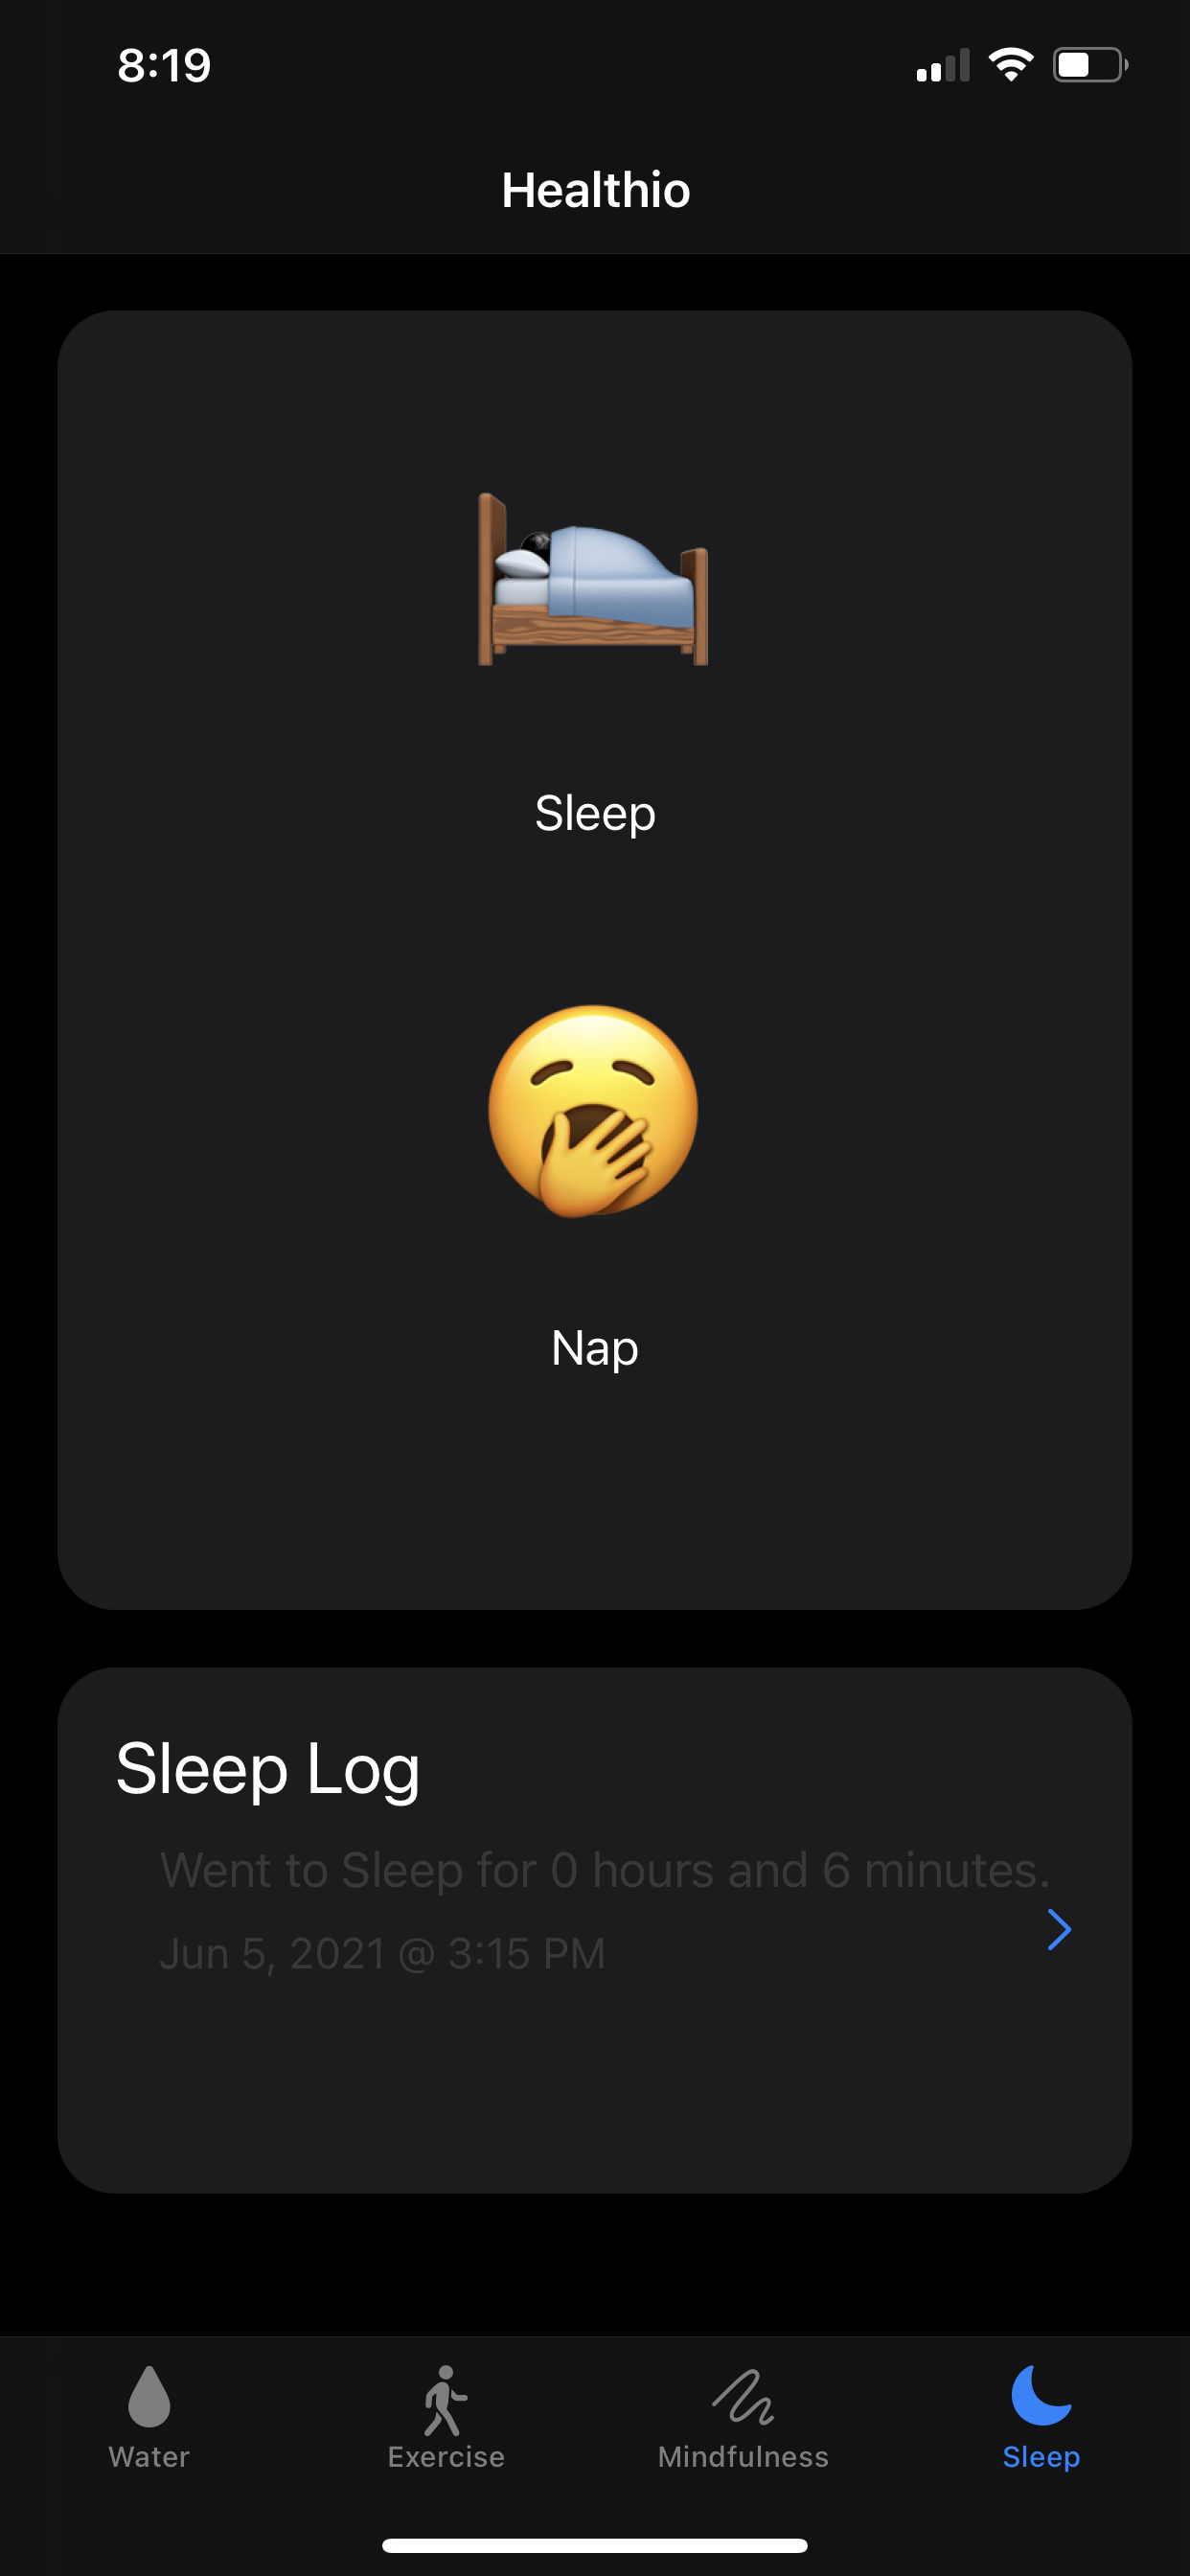 8:19
Healthio
Sleep
Nap
Sleep Log
Went to Sleep for 0 hours and 6 minutes.
Jun 5, 2021 @ 3:15 PM
Water
Exercise
Mindfulness
Sleep